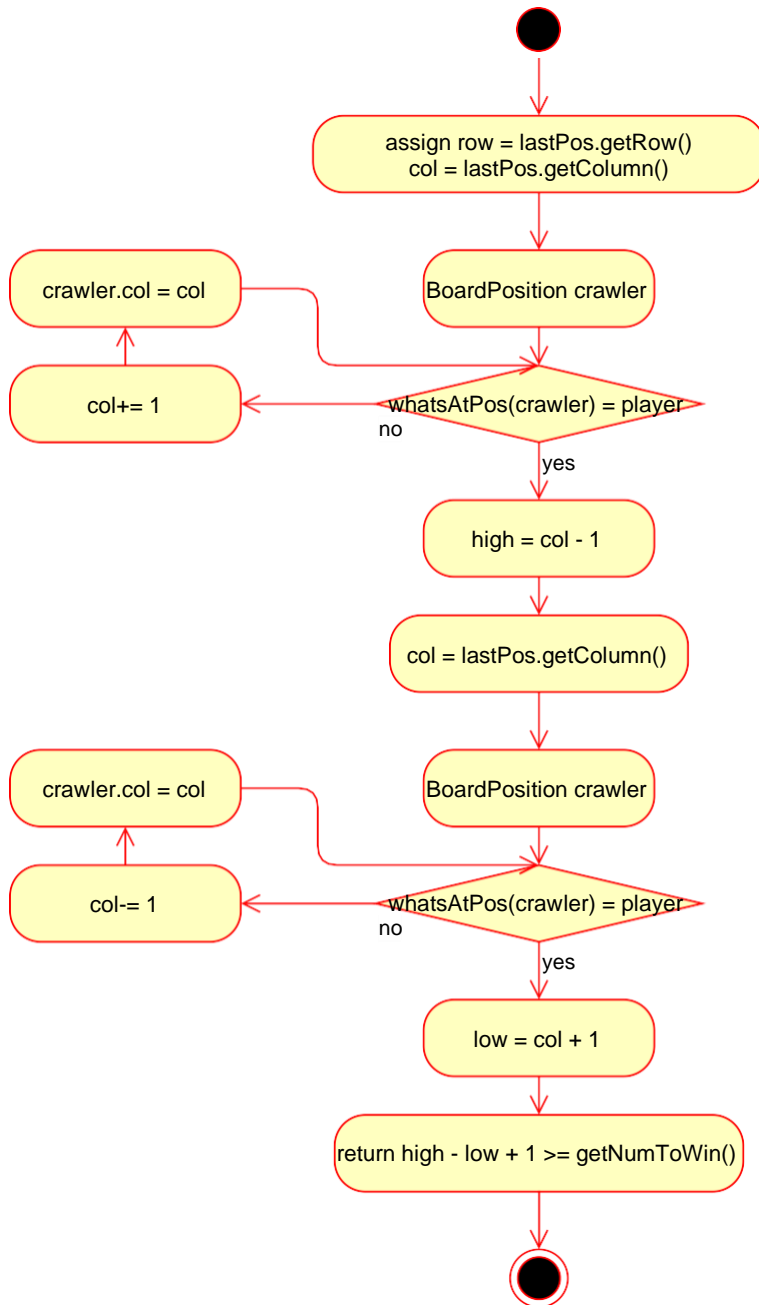 assign row = lastPos.getRow()
col = lastPos.getColumn()
crawler.col = col
BoardPosition crawler
col+= 1
whatsAtPos(crawler) = player
no
yes
high = col - 1
col = lastPos.getColumn()
crawler.col = col
BoardPosition crawler
col-= 1
whatsAtPos(crawler) = player
no
yes
low = col + 1
return high - low + 1 >= getNumToWin()